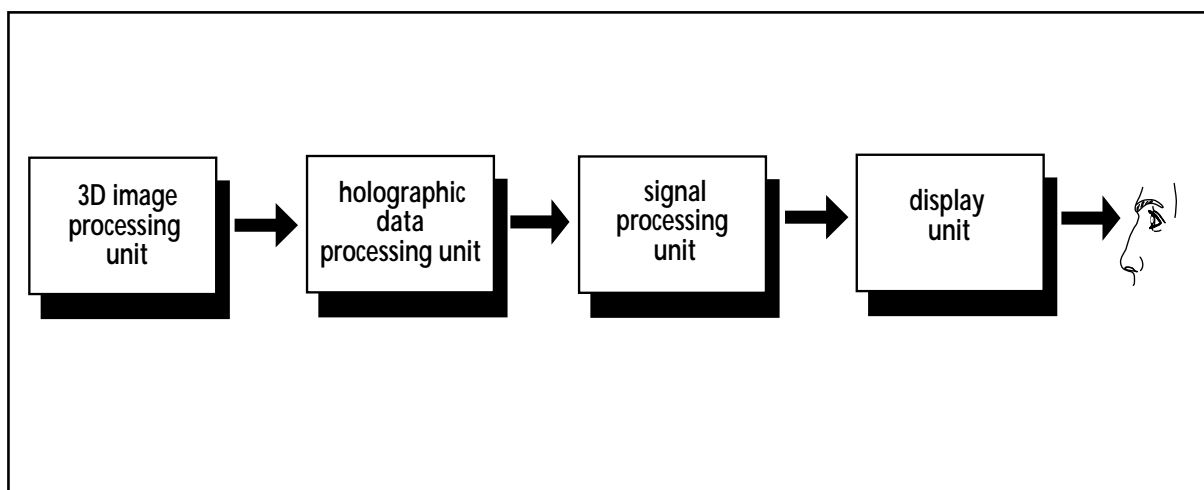 3D image
processing
unit
holographic
data
processing unit
signal
processing
unit
display
unit